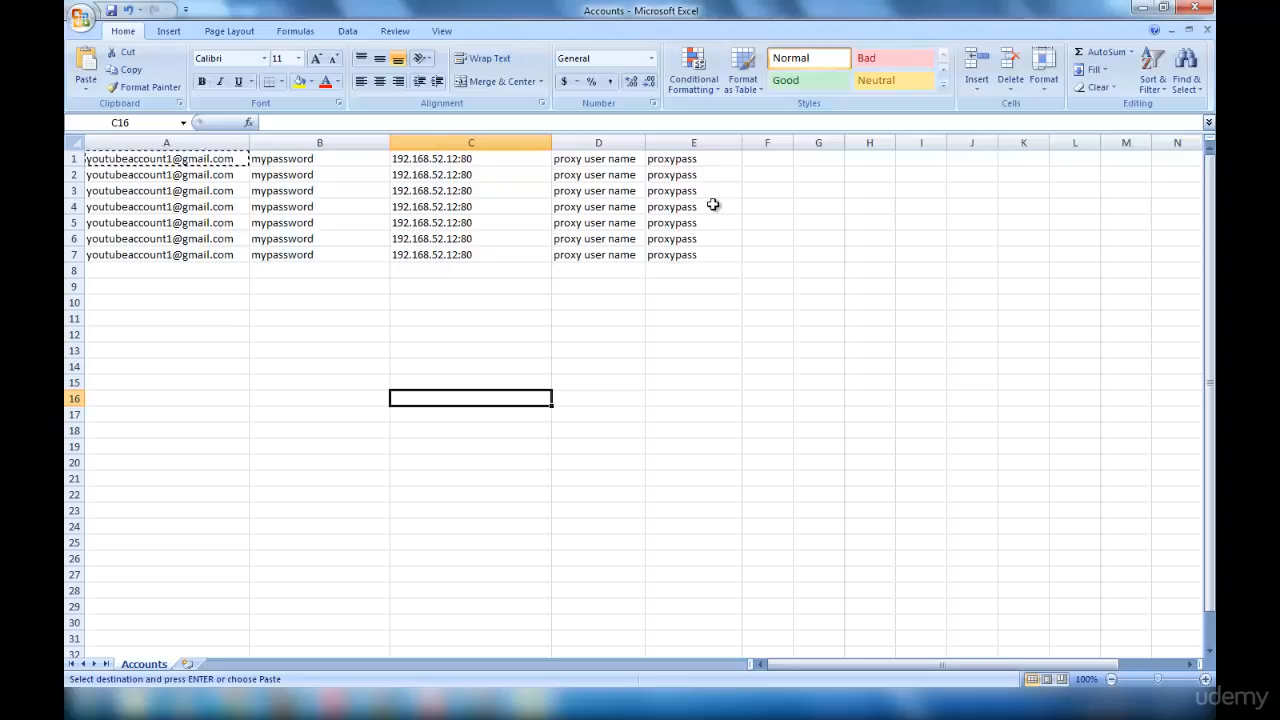 Accounts - Microsoft Excel
Home Insert Page Layout Formulas Data Review View
Paste Cut Copy Format Painter Clipboard
Calibri 11 A A B I U A Font
Wrap Text Merge & Center Alignment
General $ % , Number
Conditional Formatting Format as Table Normal Bad Good Neutral Styles
Insert Delete Format Cells
AutoSum Fill Clear Sort & Filter Find & Select Editing
C16 fx
A B C D E F G H I J K L M N
1 youtubeaccount1@gmail.com mypassword 192.168.52.12:80 proxy user name proxypass
2 youtubeaccount1@gmail.com mypassword 192.168.52.12:80 proxy user name proxypass
3 youtubeaccount1@gmail.com mypassword 192.168.52.12:80 proxy user name proxypass
4 youtubeaccount1@gmail.com mypassword 192.168.52.12:80 proxy user name proxypass
5 youtubeaccount1@gmail.com mypassword 192.168.52.12:80 proxy user name proxypass
6 youtubeaccount1@gmail.com mypassword 192.168.52.12:80 proxy user name proxypass
7 youtubeaccount1@gmail.com mypassword 192.168.52.12:80 proxy user name proxypass
8
9
10
11
12
13
14
15
16
17
18
19
20
21
22
23
24
25
26
27
28
29
30
31
32
Accounts
Select destination and press ENTER or choose Paste 100%
udemy